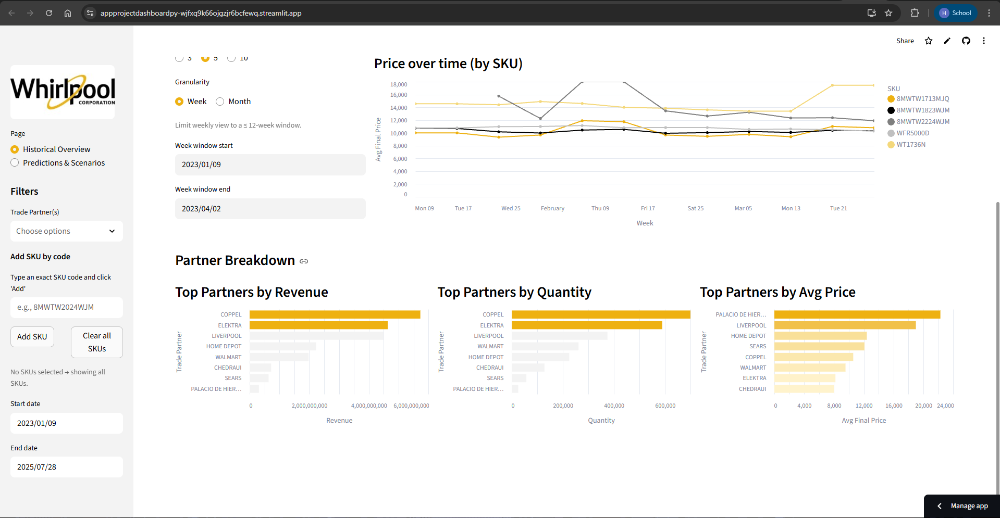 appprojectdashboardpy-wjfxq9k66ojgzjr6bcfewq.streamlit.app
H School
Share
Whirlpool
CORPORATION
Page
Historical Overview
Predictions & Scenarios
Filters
Trade Partner(s)
Choose options
Add SKU by code
Type an exact SKU code and click
'Add'
e.g., 8MWTW2024WJM
Add SKU
Clear all
SKUs
No SKUs selected → showing all
SKUs.
Start date
2023/01/09
End date
2025/07/28
3 5 10
Granularity
Week Month
Limit weekly view to a ≤ 12-week window.
Week window start
2023/01/09
Week window end
2023/04/02
Price over time (by SKU)
Avg Final Price
18,000
16,000
14,000
12,000
10,000
8,000
6,000
4,000
2,000
0
Mon 09 Tue 17 Wed 25 February Thu 09 Fri 17 Sat 25 Mar 05 Mon 13 Tue 21
Week
SKU
8MWTW1713MJQ
8MWTW1823WJM
8MWTW2224WJM
WFR5000D
WT1736N
Partner Breakdown
Top Partners by Revenue
Trade Partner
COPPEL
ELEKTRA
LIVERPOOL
HOME DEPOT
WALMART
CHEDRAUI
SEARS
PALACIO DE HIER…
0 2,000,000,000 4,000,000,000 6,000,000,000
Revenue
Top Partners by Quantity
Trade Partner
COPPEL
ELEKTRA
LIVERPOOL
WALMART
HOME DEPOT
CHEDRAUI
SEARS
PALACIO DE HIER…
0 200,000 400,000 600,000
Quantity
Top Partners by Avg Price
Trade Partner
PALACIO DE HIER…
LIVERPOOL
HOME DEPOT
SEARS
COPPEL
WALMART
ELEKTRA
CHEDRAUI
0 4,000 8,000 12,000 16,000 20,000 24,000
Avg Final Price
Manage app